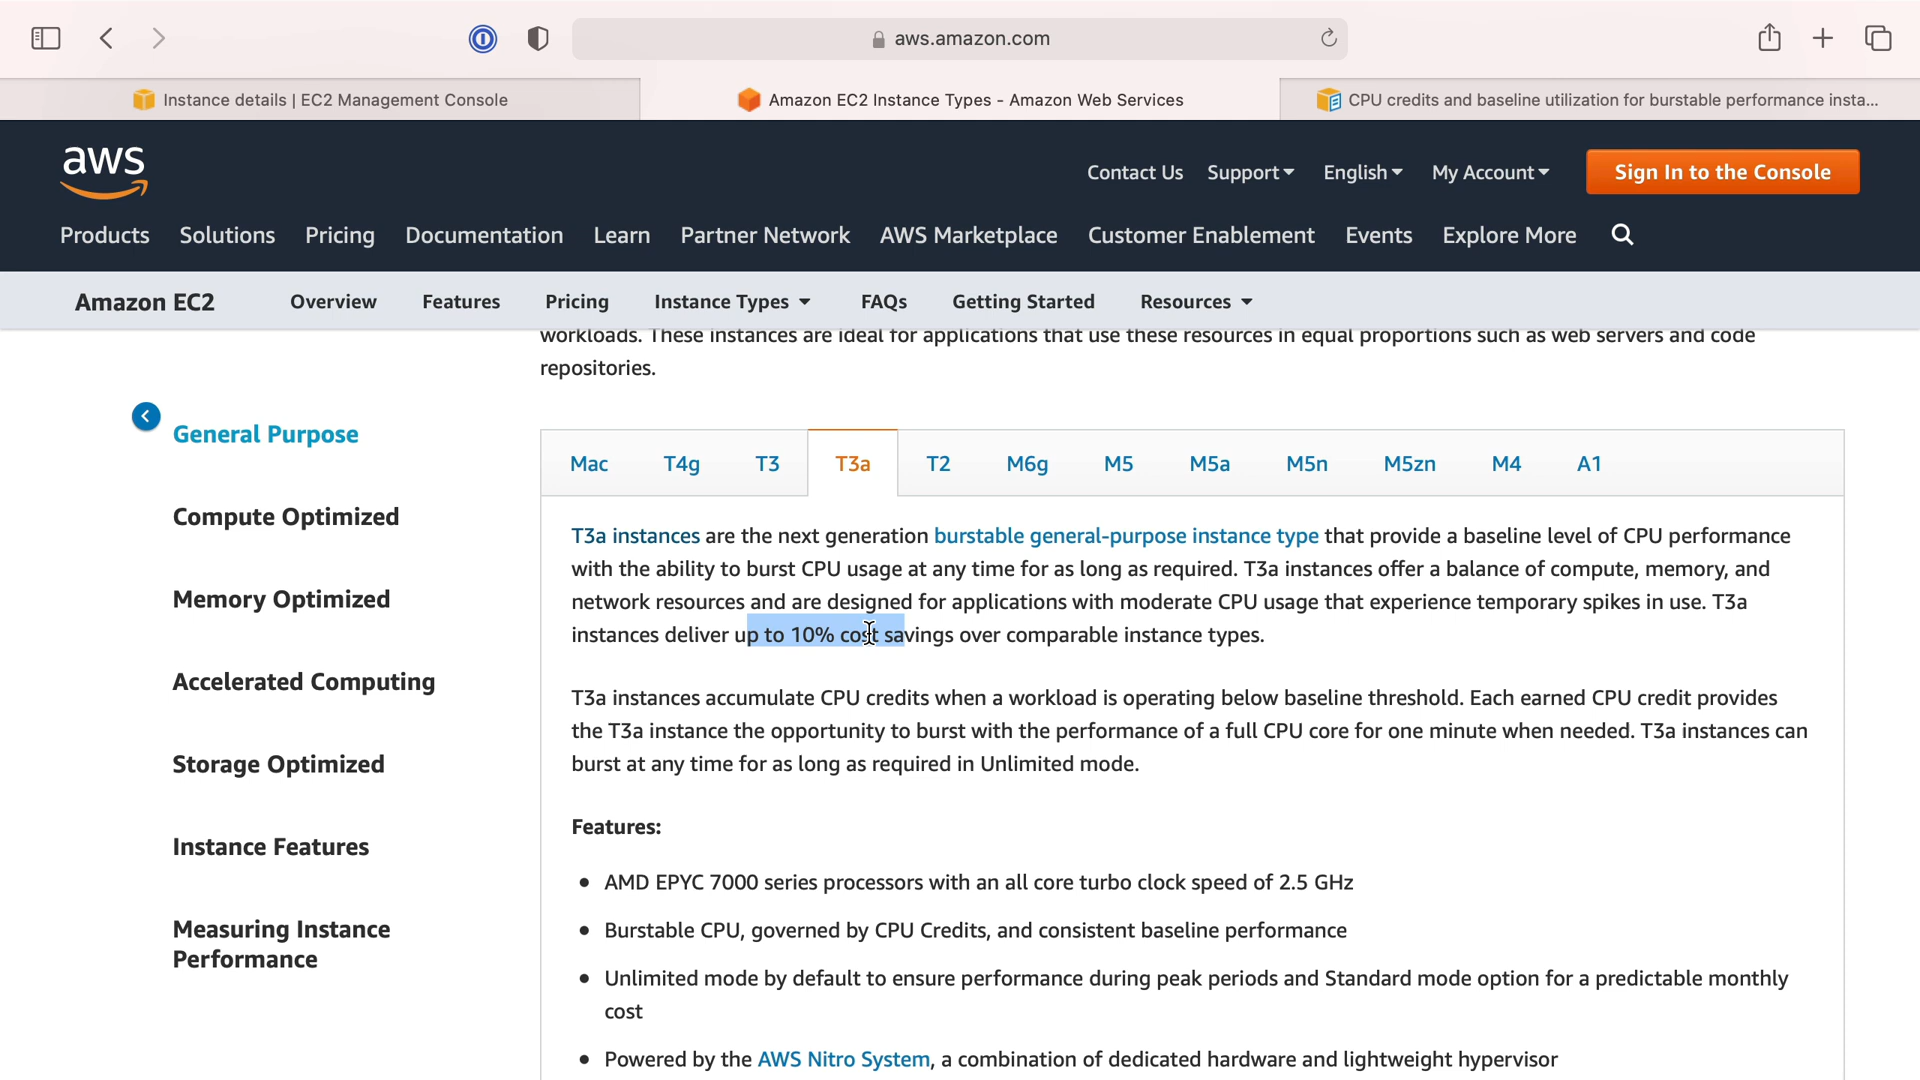 aws.amazon.com
Instance details | EC2 Management Console
Amazon EC2 Instance Types - Amazon Web Services
CPU credits and baseline utilization for burstable performance insta...
aws
Contact Us Support English My Account Sign In to the Console
Products Solutions Pricing Documentation Learn Partner Network AWS Marketplace Customer Enablement Events Explore More
Amazon EC2 Overview Features Pricing Instance Types FAQs Getting Started Resources
workloads. These instances are ideal for applications that use these resources in equal proportions such as web servers and code
repositories.
General Purpose
Compute Optimized
Memory Optimized
Accelerated Computing
Storage Optimized
Instance Features
Measuring Instance
Performance
Mac T4g T3 T3a T2 M6g M5 M5a M5n M5zn M4 A1
T3a instances are the next generation burstable general-purpose instance type that provide a baseline level of CPU performance
with the ability to burst CPU usage at any time for as long as required. T3a instances offer a balance of compute, memory, and
network resources and are designed for applications with moderate CPU usage that experience temporary spikes in use. T3a
instances deliver up to 10% cost savings over comparable instance types.
T3a instances accumulate CPU credits when a workload is operating below baseline threshold. Each earned CPU credit provides
the T3a instance the opportunity to burst with the performance of a full CPU core for one minute when needed. T3a instances can
burst at any time for as long as required in Unlimited mode.
Features:
• AMD EPYC 7000 series processors with an all core turbo clock speed of 2.5 GHz
• Burstable CPU, governed by CPU Credits, and consistent baseline performance
• Unlimited mode by default to ensure performance during peak periods and Standard mode option for a predictable monthly
cost
• Powered by the AWS Nitro System, a combination of dedicated hardware and lightweight hypervisor